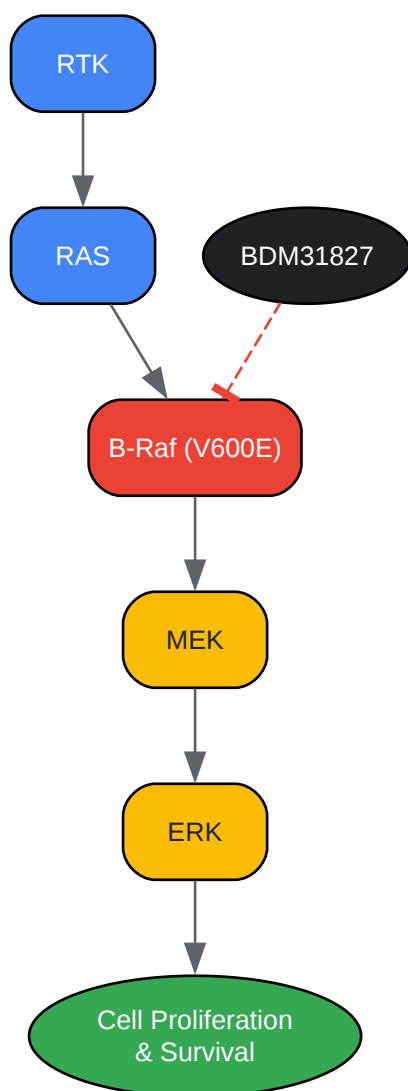 RTK
RAS
BDM31827
B-Raf (V600E)
MEK
ERK
Cell Proliferation
& Survival